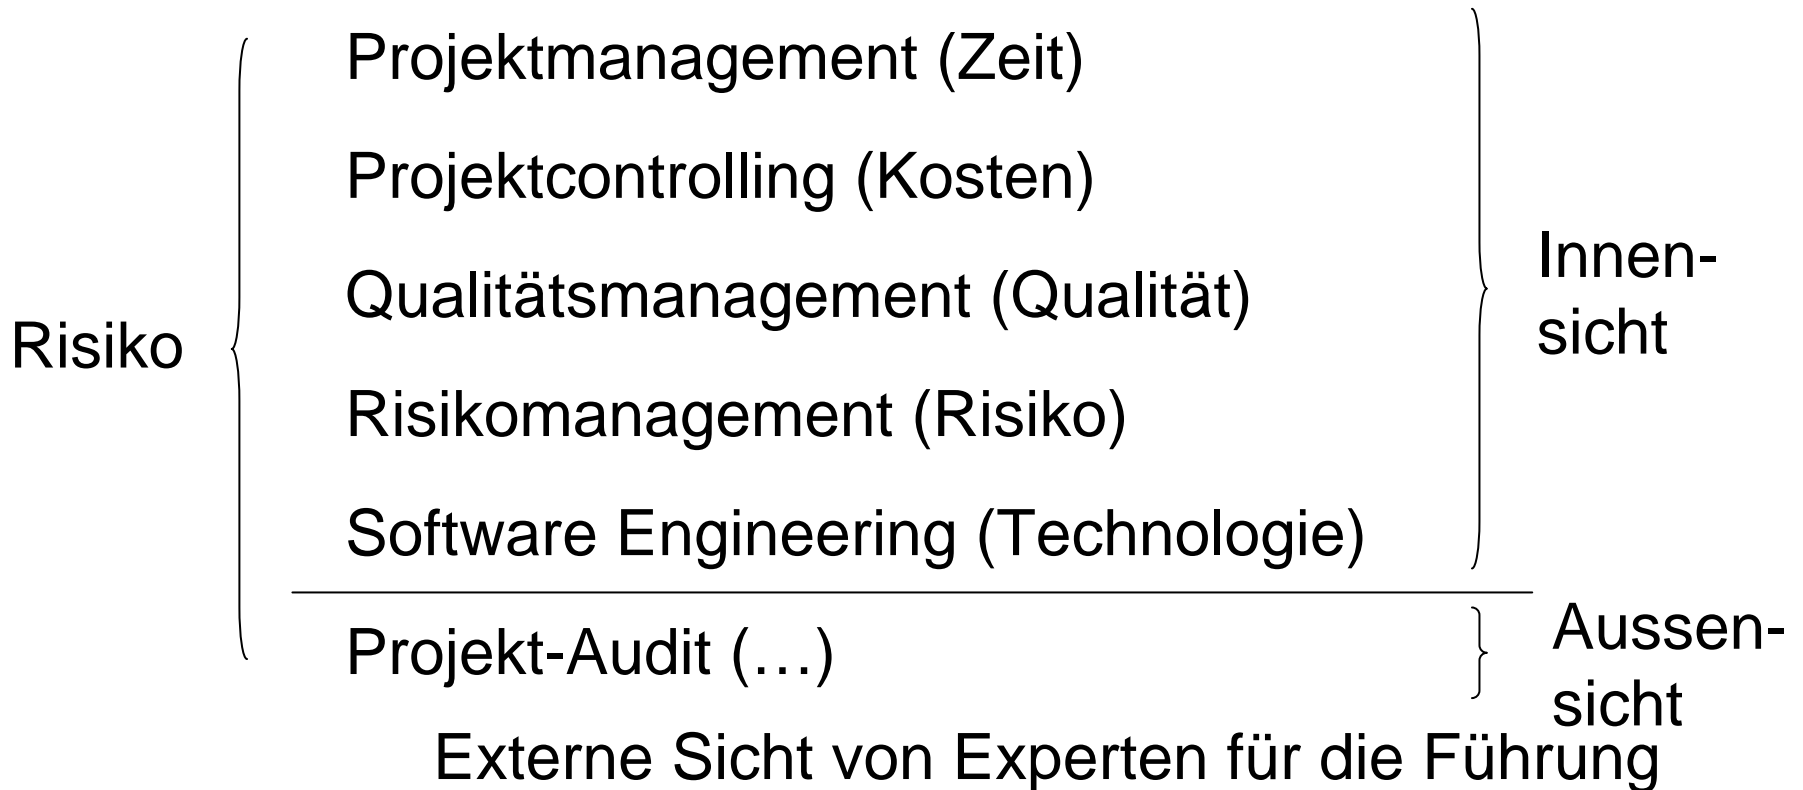 Projektmanagement (Zeit)
Projektcontrolling (Kosten)
Qualitätsmanagement (Qualität)
Risikomanagement (Risiko)
Software Engineering (Technologie)
Risiko
Innen-
sicht
Projekt-Audit (…)
Aussen-
sicht
Externe Sicht von Experten für die Führung